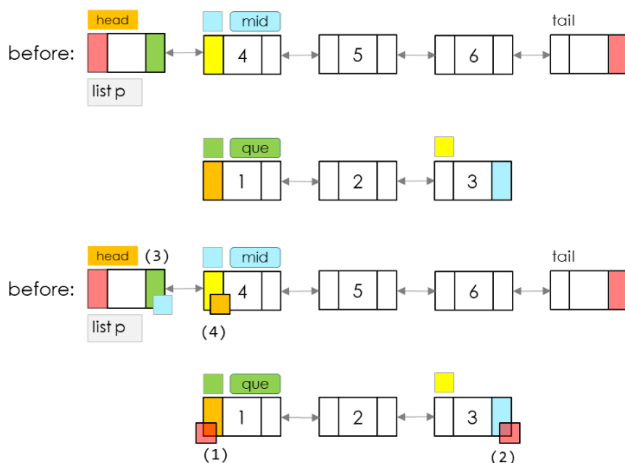 head mid tail
before: 4 5 6
list p
que
1 2 3
head (3) mid tail
before: 4 5 6
list p (4)
que
1 2 3
(1) (2)